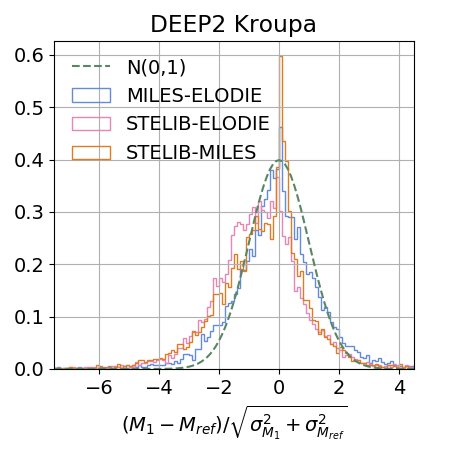 DEEP2 Kroupa
0.6
0.5
0.4
0.3
0.2
0.1
0.0
N(0,1)
MILES-ELODIE
STELIB-ELODIE
STELIB-MILES
−6 −4 −2 0 2 4
(M₁ − M_ref)/√(σ²_M₁ + σ²_M_ref)